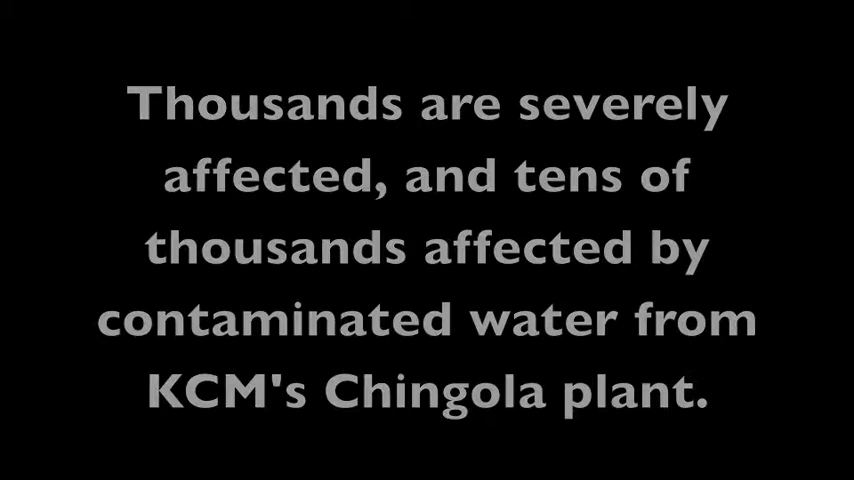 Thousands are severely
affected, and tens of
thousands affected by
contaminated water from
KCM's Chingola plant.